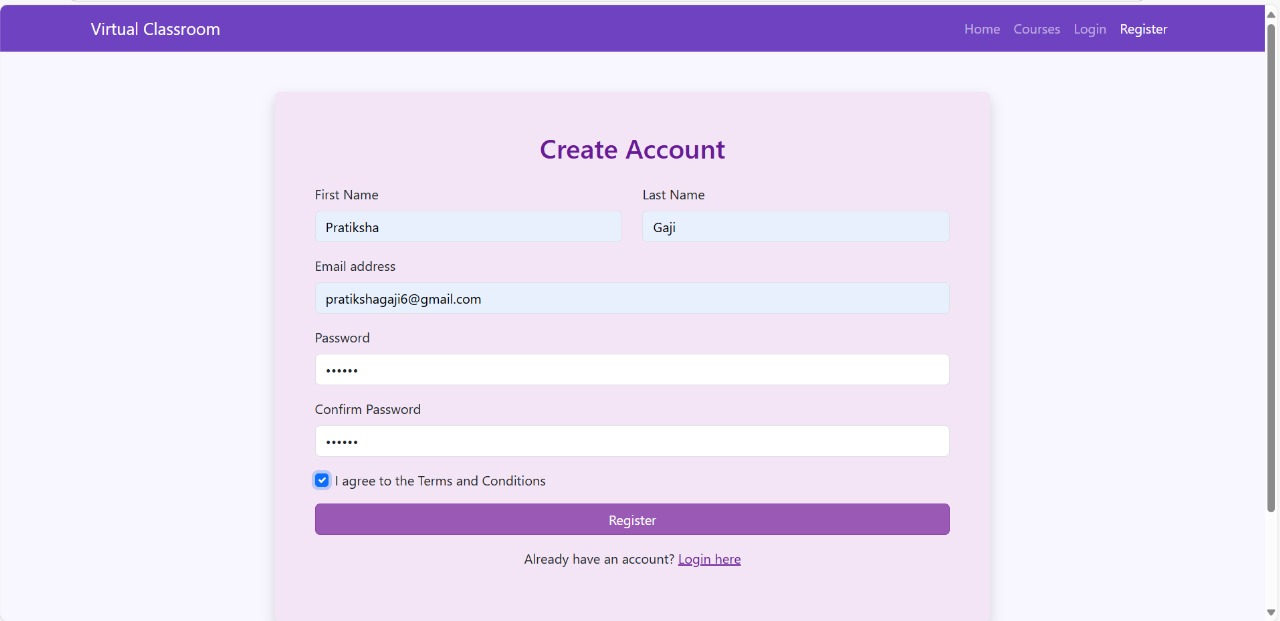 Virtual Classroom Home Courses Login Register
Create Account
First Name Last Name
Pratiksha Gaji
Email address
pratikshagaji6@gmail.com
Password
••••••
Confirm Password
••••••
I agree to the Terms and Conditions
Register
Already have an account? Login here